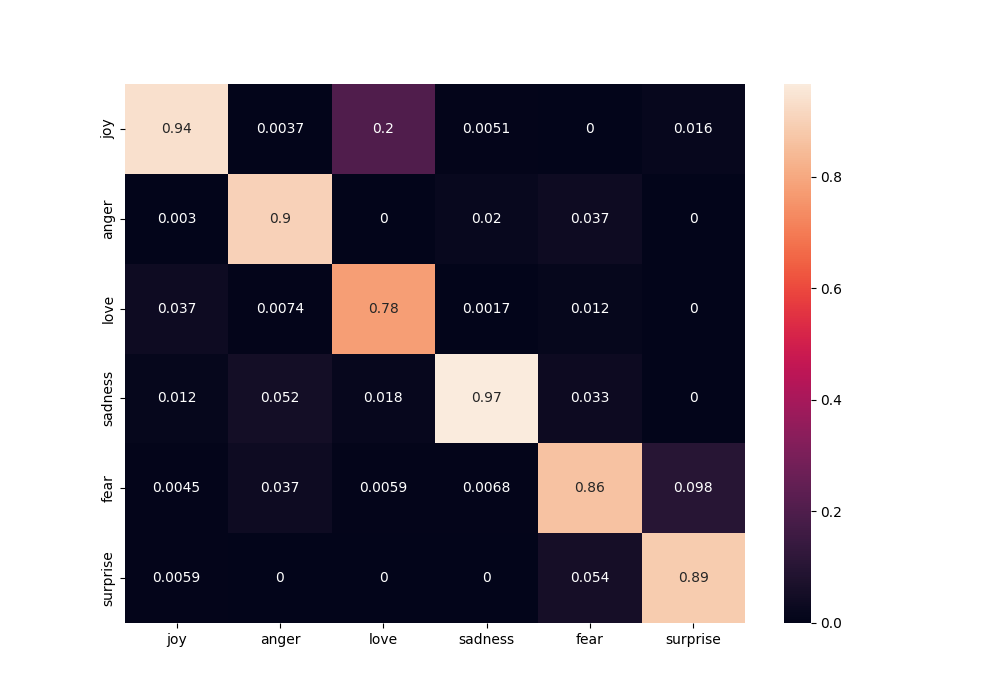 joy 0.94 0.0037 0.2 0.0051 0 0.016
anger 0.003 0.9 0 0.02 0.037 0
love 0.037 0.0074 0.78 0.0017 0.012 0
sadness 0.012 0.052 0.018 0.97 0.033 0
fear 0.0045 0.037 0.0059 0.0068 0.86 0.098
surprise 0.0059 0 0 0 0.054 0.89
joy anger love sadness fear surprise
0.8
0.6
0.4
0.2
0.0